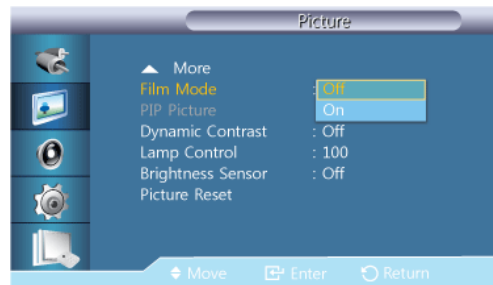 Picture
More
Film Mode : Off
PIP Picture On
Dynamic Contrast : Off
Lamp Control : 100
Brightness Sensor : Off
Picture Reset
Move Enter Return